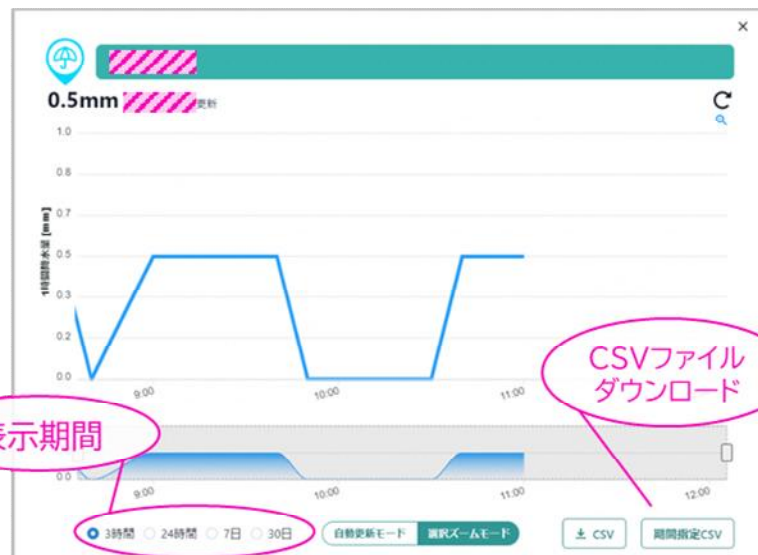 ×
0.5mm 更新
1.0
0.8
0.7
0.5
0.3
0.2
0.0
1時間降水量 [mm]
9:00
10:00
11:00
CSVファイル
ダウンロード
表示期間
0.0
9:00
10:00
11:00
12:00
3時間 24時間 7日 30日
自動更新モード 選択ズームモード
CSV
期間指定CSV